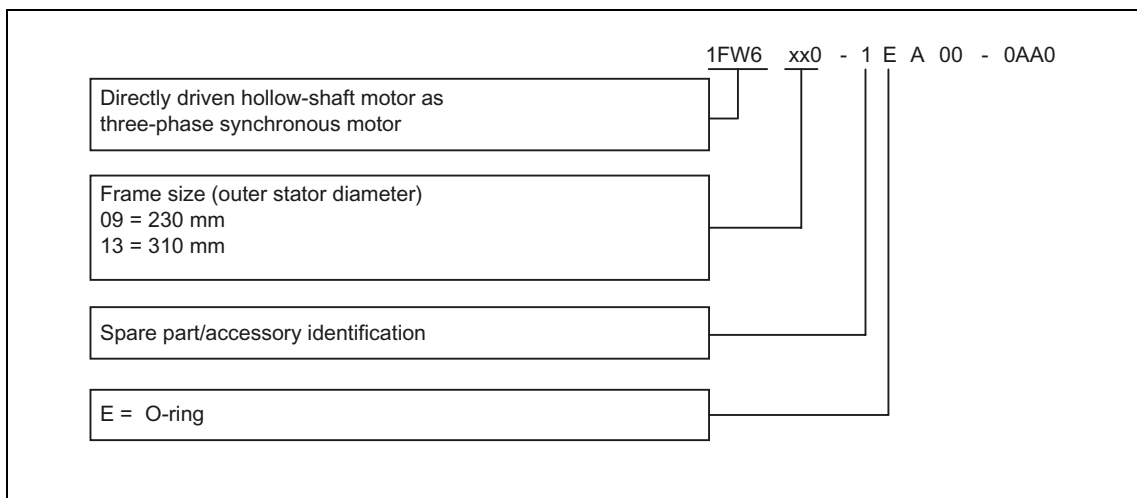 1FW6 xx0 - 1 E A 00 - 0AA0
Directly driven hollow-shaft motor as
three-phase synchronous motor
Frame size (outer stator diameter)
09 = 230 mm
13 = 310 mm
Spare part/accessory identification
E = O-ring